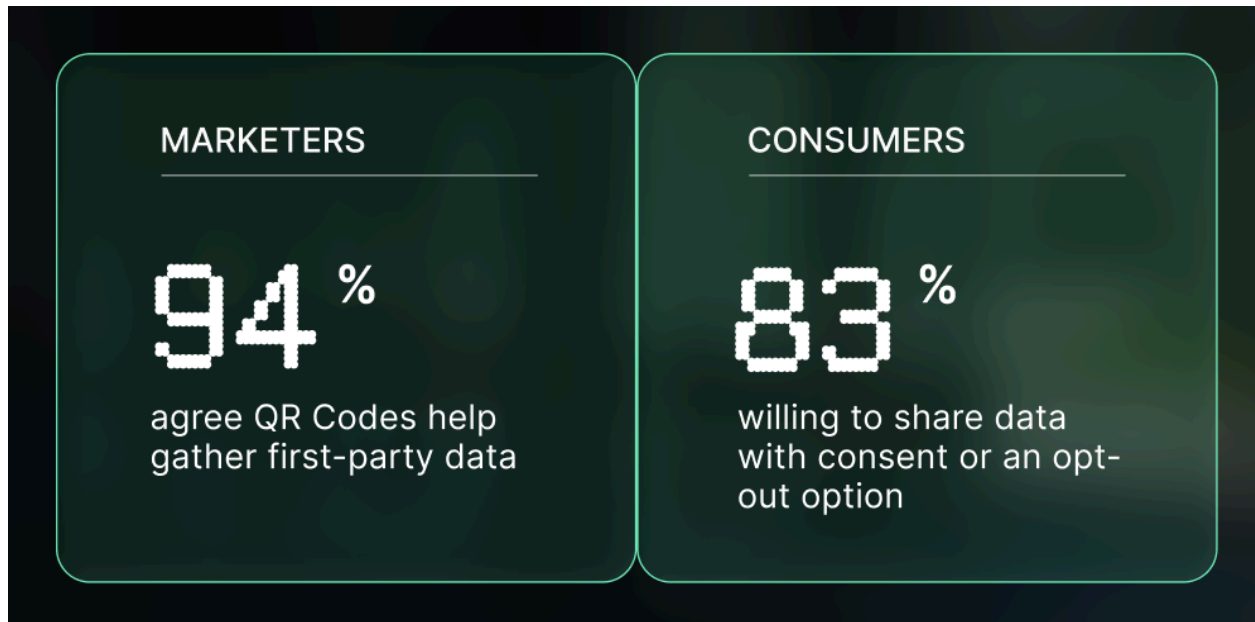 MARKETERS
94%
agree QR Codes help
gather first-party data
CONSUMERS
83%
willing to share data
with consent or an opt-
out option